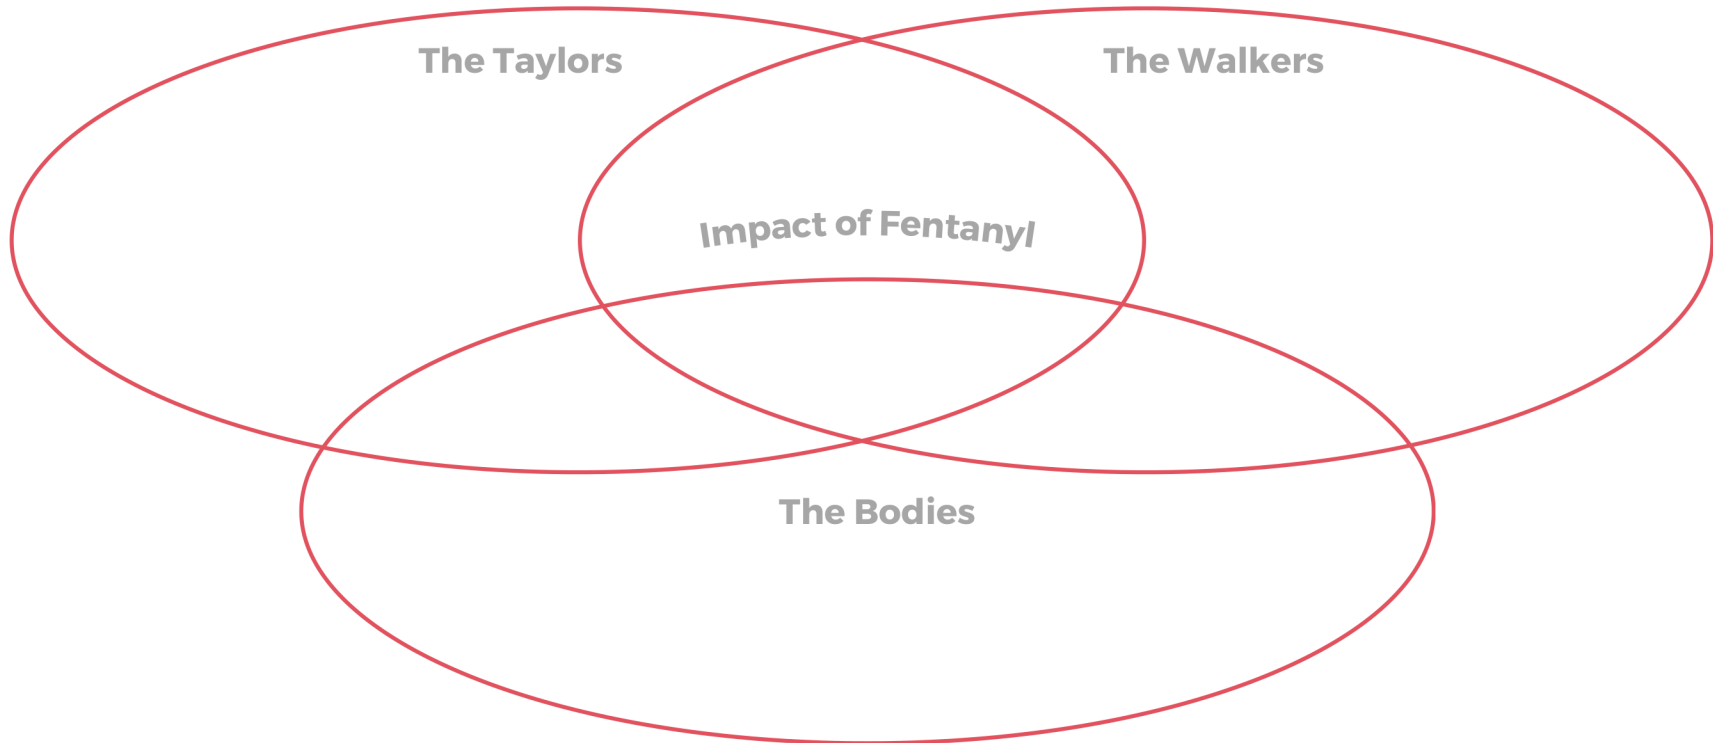 The Taylors
The Walkers
Impact of Fentanyl
The Bodies